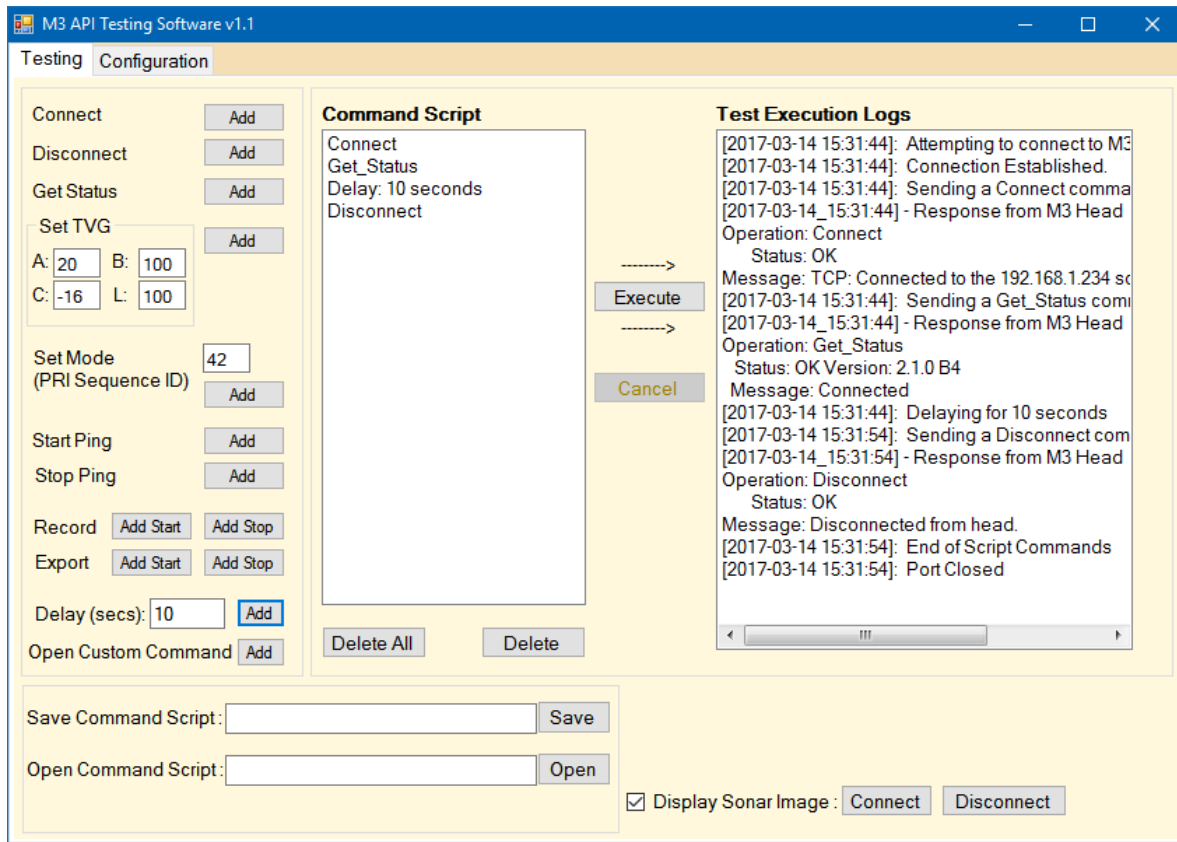 M3 API Testing Software v1.1
Testing Configuration
Connect Add
Disconnect Add
Get Status Add
Set TVG
Add
A: 20 B: 100
C: -16 L: 100
Set Mode 42
(PRI Sequence ID)
Add
Start Ping Add
Stop Ping Add
Record Add Start Add Stop
Export Add Start Add Stop
Delay (secs): 10 Add
Open Custom Command Add
Command Script
Connect
Get_Status
Delay: 10 seconds
Disconnect
Delete All Delete
-------->
Execute
-------->
Cancel
Test Execution Logs
[2017-03-14 15:31:44]: Attempting to connect to M3
[2017-03-14 15:31:44]: Connection Established.
[2017-03-14 15:31:44]: Sending a Connect comma
[2017-03-14_15:31:44] - Response from M3 Head
Operation: Connect
Status: OK
Message: TCP: Connected to the 192.168.1.234 so
[2017-03-14 15:31:44]: Sending a Get_Status com
[2017-03-14_15:31:44] - Response from M3 Head
Operation: Get_Status
Status: OK Version: 2.1.0 B4
Message: Connected
[2017-03-14 15:31:44]: Delaying for 10 seconds
[2017-03-14 15:31:54]: Sending a Disconnect com
[2017-03-14_15:31:54] - Response from M3 Head
Operation: Disconnect
Status: OK
Message: Disconnected from head.
[2017-03-14 15:31:54]: End of Script Commands
[2017-03-14 15:31:54]: Port Closed
Save Command Script: Save
Open Command Script: Open
Display Sonar Image : Connect Disconnect